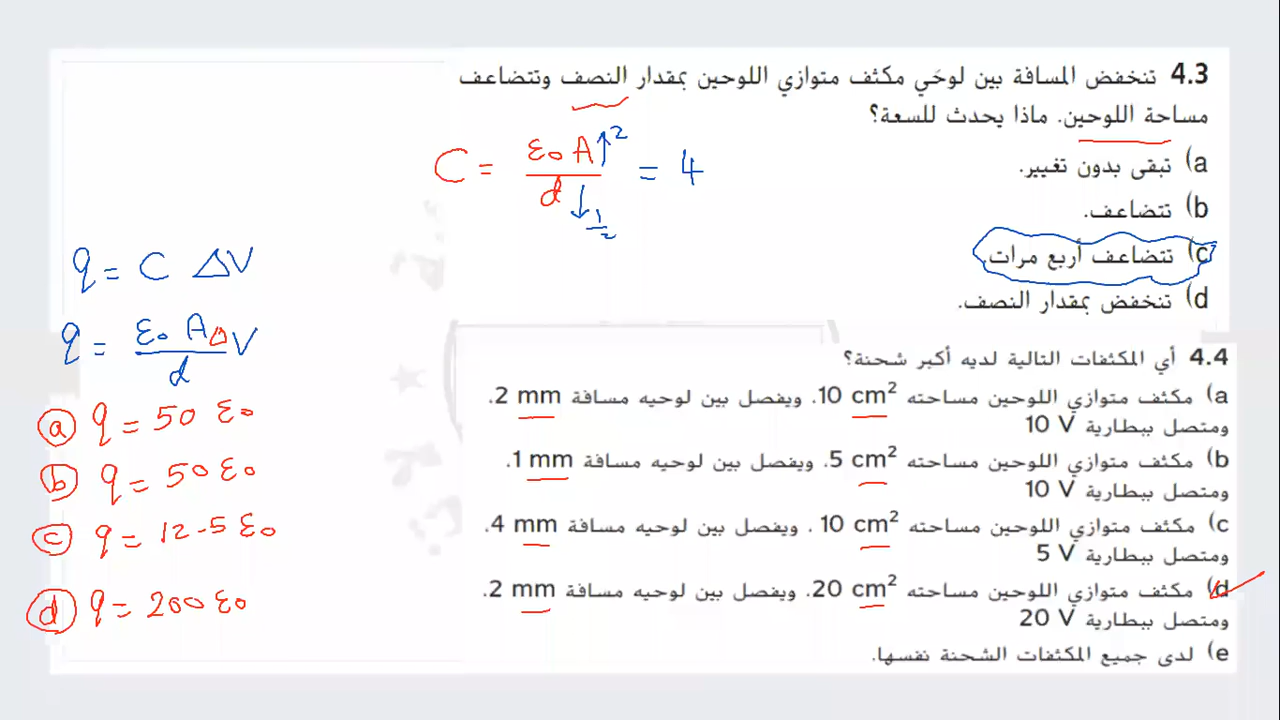 4.3 تنخفض المسافة بين لوحَي مكثف متوازي اللوحين بمقدار النصف وتتضاعف
مساحة اللوحين. ماذا يحدث للسعة؟
a) تبقى بدون تغيير.
b) تتضاعف.
c) تتضاعف أربع مرات.
d) تنخفض بمقدار النصف.
C = ε₀ A ↑2 / d ↓ 1/2 = 4
4.4 أي المكثفات التالية لديه أكبر شحنة؟
a) مكثف متوازي اللوحين مساحته 10 cm². ويفصل بين لوحيه مسافة 2 mm.
ومتصل ببطارية 10 V
b) مكثف متوازي اللوحين مساحته 5 cm². ويفصل بين لوحيه مسافة 1 mm.
ومتصل ببطارية 10 V
c) مكثف متوازي اللوحين مساحته 10 cm². ويفصل بين لوحيه مسافة 4 mm.
ومتصل ببطارية 5 V
d) مكثف متوازي اللوحين مساحته 20 cm². ويفصل بين لوحيه مسافة 2 mm.
ومتصل ببطارية 20 V
e) لدى جميع المكثفات الشحنة نفسها.
q = C ΔV
q = ε₀ A ΔV / d
a q = 50 ε₀
b q = 50 ε₀
c q = 12.5 ε₀
d q = 200 ε₀